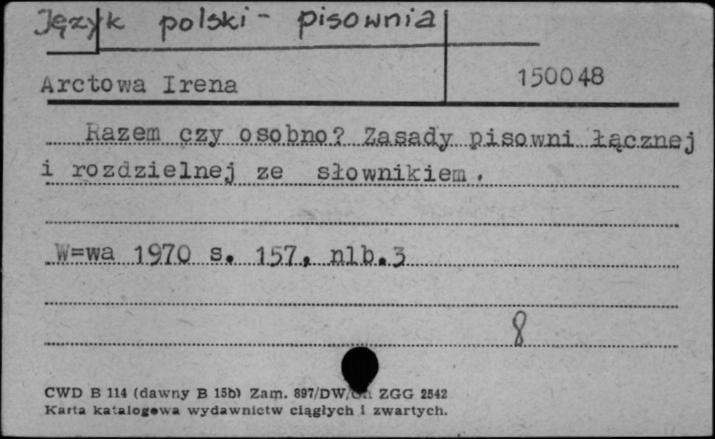 Język polski - pisownia
Arctowa Irena 150048
Razem czy osobno? Zasady pisowni łącznej
i rozdzielnej ze słownikiem.
W=wa 1970 s. 157, nlb.3
8
CWD B 114 (dawny B 15b) Zam. 897/DW/ ZGG 2542
Karta katalogowa wydawnictw ciągłych i zwartych.